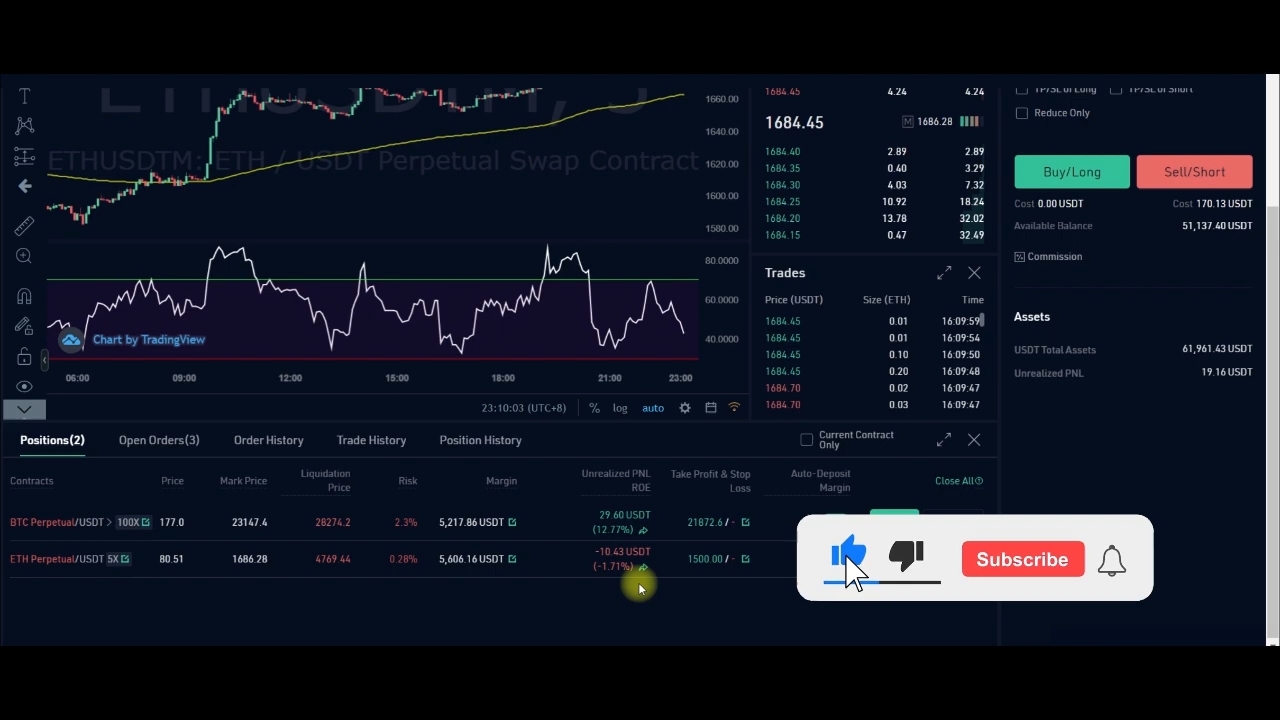 1684.45 4.24 4.24
TP/SL of Long TP/SL of Short
1660.00
Reduce Only
1684.45 M 1686.28
1640.00
ETHUSDTM: ETH / USDT Perpetual Swap Contract
1620.00
1600.00
1580.00
1684.40 2.89 2.89
1684.35 0.40 3.29
1684.30 4.03 7.32
1684.25 10.92 18.24
1684.20 13.78 32.02
1684.15 0.47 32.49
Buy/Long Sell/Short
Cost 0.00 USDT Cost 170.13 USDT
Available Balance 51,137.40 USDT
Commission
80.0000
60.0000
40.0000
Chart by TradingView
Trades
Price (USDT) Size (ETH) Time
1684.45 0.01 16:09:59
1684.45 0.01 16:09:54
1684.45 0.10 16:09:50
1684.45 0.20 16:09:48
1684.70 0.02 16:09:47
1684.70 0.03 16:09:47
Assets
USDT Total Assets 61,961.43 USDT
Unrealized PNL 19.16 USDT
06:00 09:00 12:00 15:00 18:00 21:00 23:00
23:10:03 (UTC+8) % log auto
Positions(2) Open Orders(3) Order History Trade History Position History
Current Contract
Only
Contracts Price Mark Price Liquidation
Price Risk Margin Unrealized PNL
ROE Take Profit & Stop
Loss Auto-Deposit
Margin Close All
BTC Perpetual/USDT 100X 177.0 23147.4 28274.2 2.3% 5,217.86 USDT 29.60 USDT
(12.77%) 21872.6 / -
ETH Perpetual/USDT 5X 80.51 1686.28 4769.44 0.28% 5,606.16 USDT -10.43 USDT
(-1.71%) 1500.00 / -
Subscribe